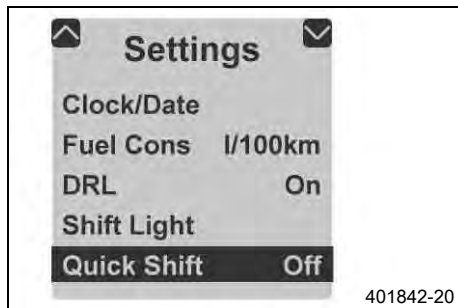 Settings
Clock/Date
Fuel Cons l/100km
DRL On
Shift Light
Quick Shift Off
401842-20